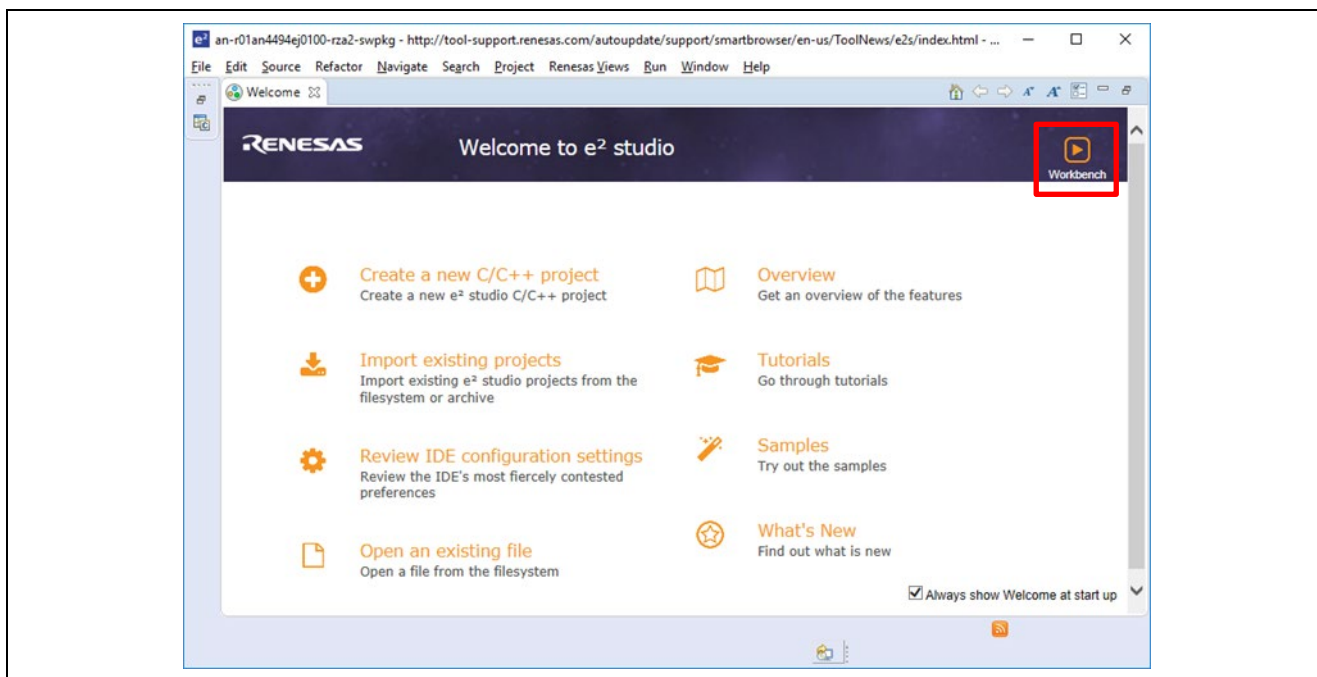 e² an-r01an4494ej0100-rza2-swpkg - http://tool-support.renesas.com/autoupdate/support/smartbrowser/en-us/ToolNews/e2s/index.html - ...
File Edit Source Refactor Navigate Search Project Renesas Views Run Window Help
Welcome
RENESAS
Welcome to e² studio
Workbench
Create a new C/C++ project
Create a new e² studio C/C++ project
Import existing projects
Import existing e² studio projects from the
filesystem or archive
Review IDE configuration settings
Review the IDE's most fiercely contested
preferences
Open an existing file
Open a file from the filesystem
Overview
Get an overview of the features
Tutorials
Go through tutorials
Samples
Try out the samples
What's New
Find out what is new
Always show Welcome at start up